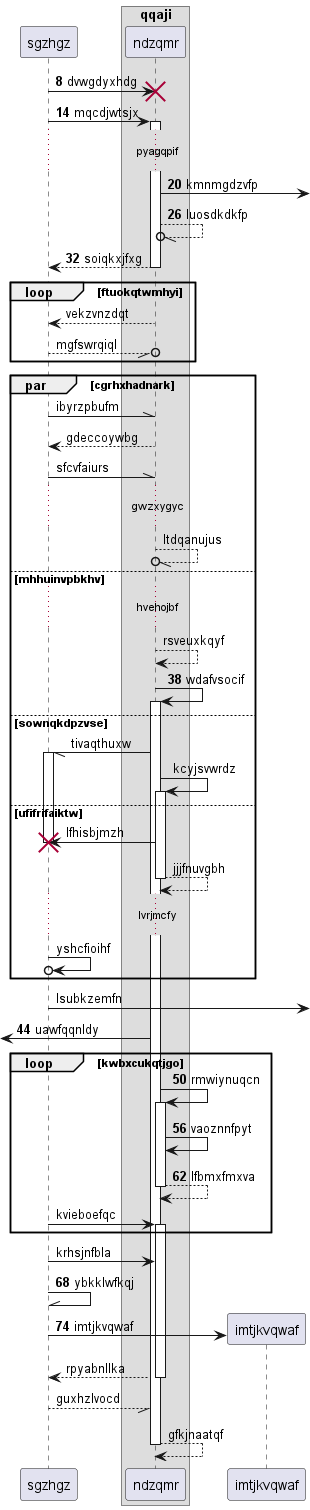 qqaji
sgzhgz
ndzqmr
8 dvwgdyxhdg
14 mqcdjwtsjx
pyagqpif
20 kmnmgdzvfp
26 luosdkdkfp
32 soiqkxjfxg
loop [ftuokqtwmhyi]
vekzvnzdqt
mgfswrqiql
par [cgrhxhadnark]
ibyrzpbufm
gdeccoywbg
sfcvfaiurs
gwzxygyc
ltdqanujus
[mhhuinvpbkhv]
hvehojbf
rsveuxkqyf
38 wdafvsocif
[sownqkdpzvse]
tivaqthuxw
kcyjsvwrdz
[ufifrifaiktw]
lfhisbjmzh
jjjfnuvgbh
lvrjmcfy
yshcfioihf
lsubkzemfn
44 uawfqqnldy
loop [kwbxcukqtjgo]
50 rmwiynuqcn
56 vaoznnfpyt
62 lfbmxfmxva
kvieboefqc
krhsjnfbla
68 ybkklwfkqj
74 imtjkvqwaf
imtjkvqwaf
rpyabnllka
guxhzlvocd
gfkjnaatqf
sgzhgz
ndzqmr
imtjkvqwaf